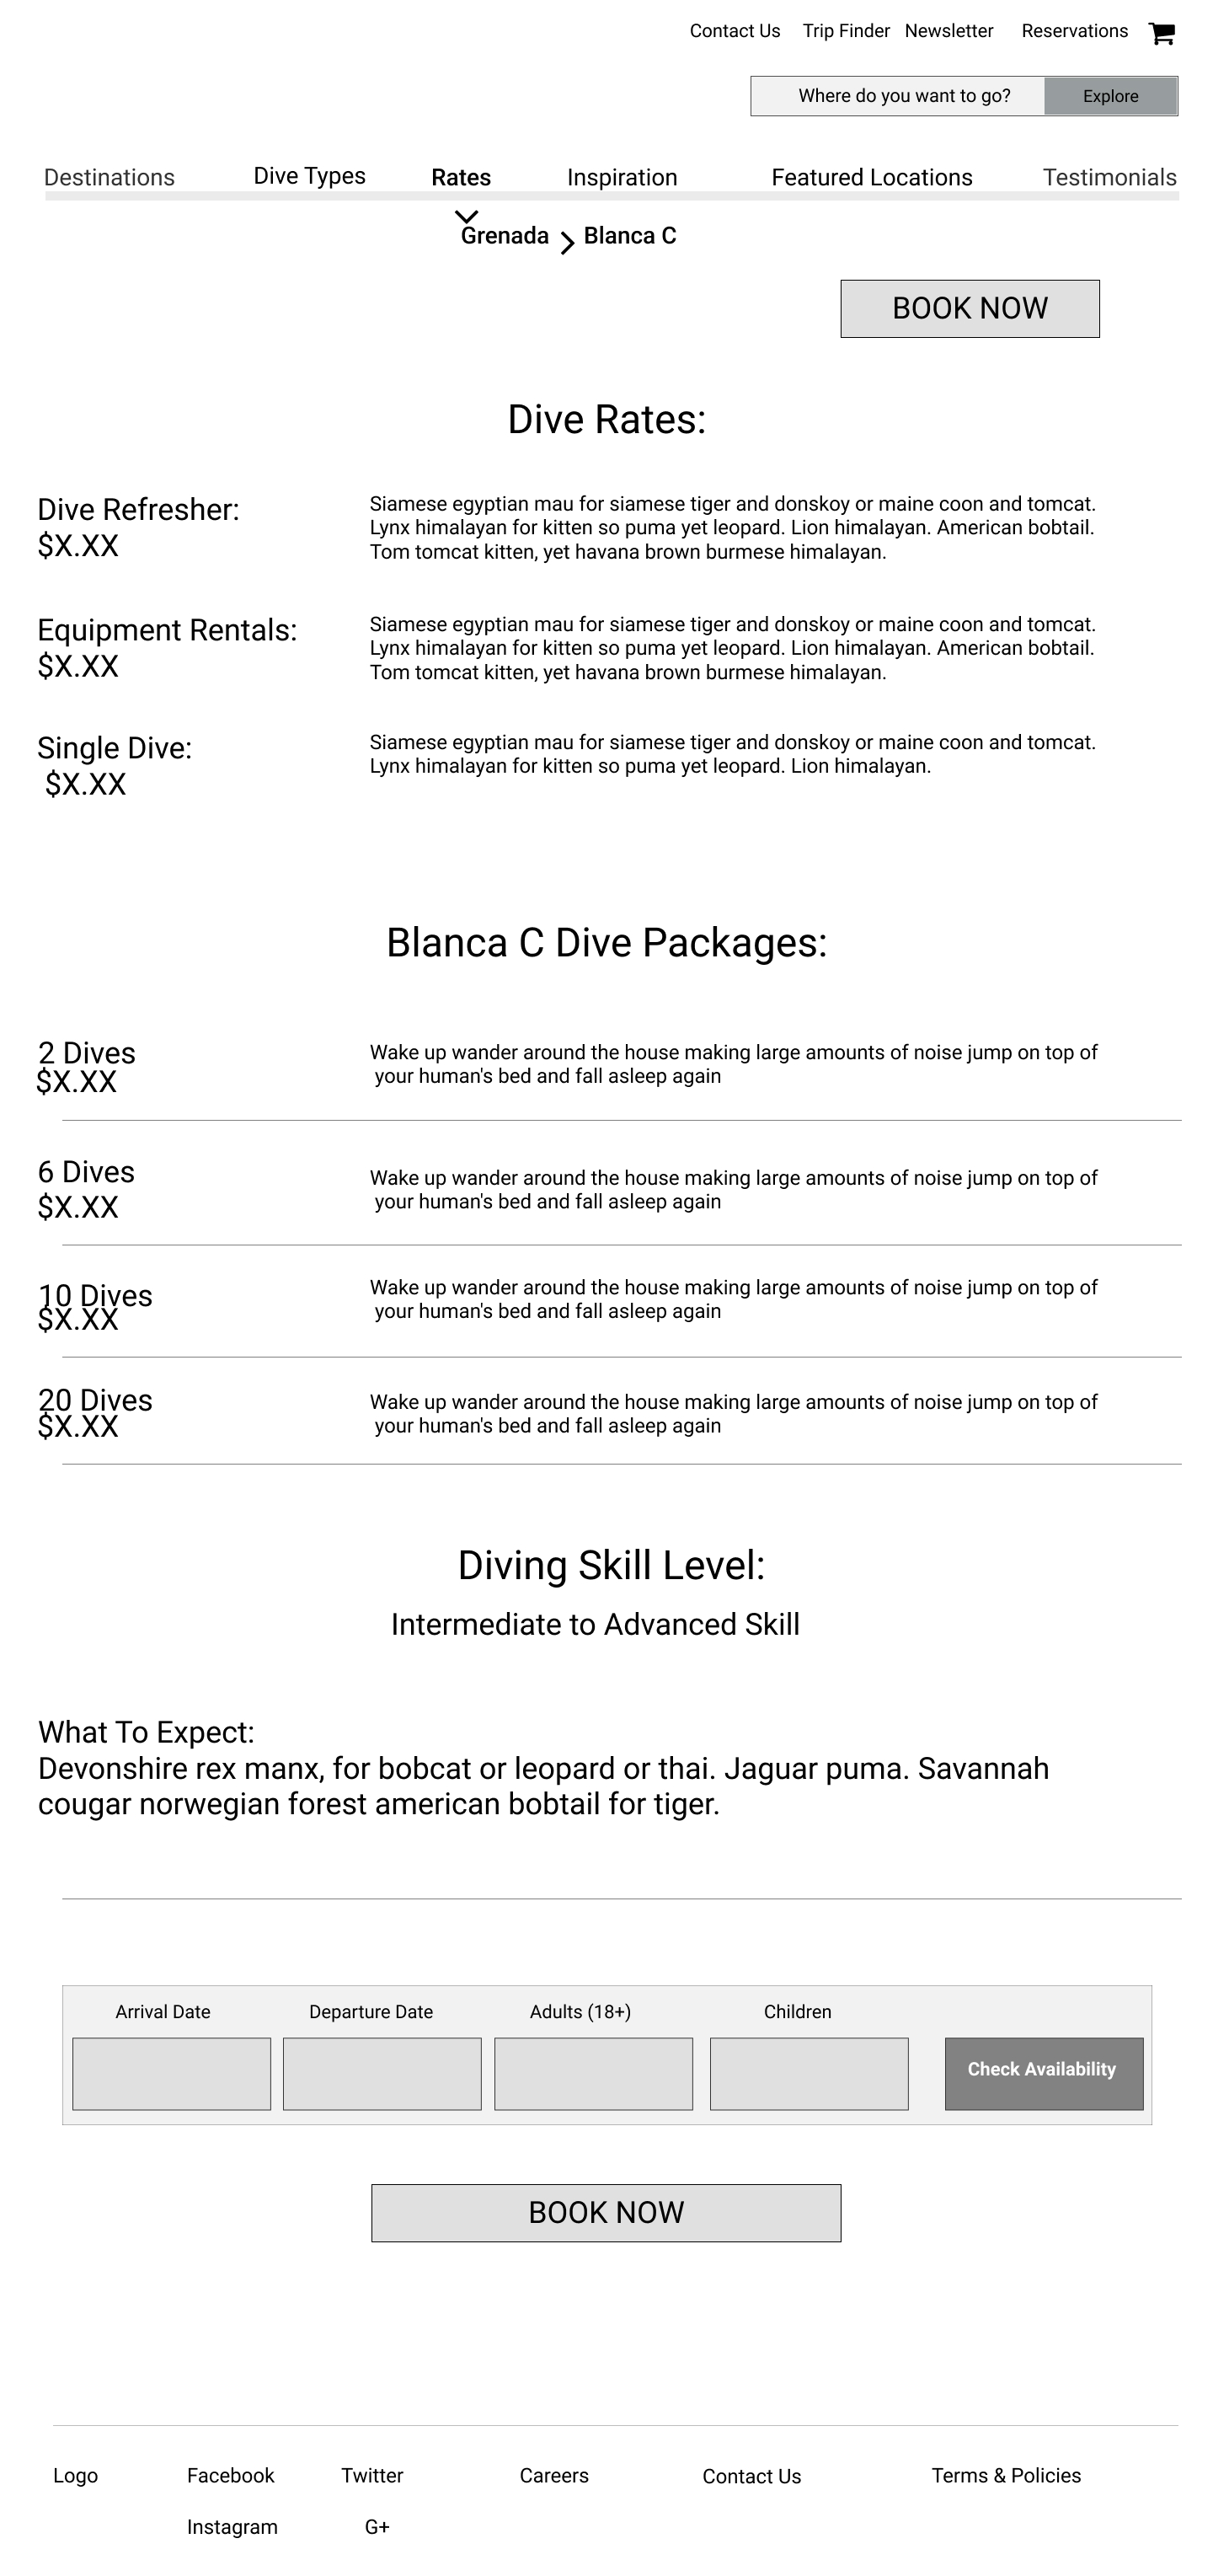 Contact Us Trip Finder Newsletter Reservations
Where do you want to go? Explore
Destinations Dive Types Rates Inspiration Featured Locations Testimonials
Grenada Blanca C
BOOK NOW
Dive Rates:
Dive Refresher:
$X.XX
Siamese egyptian mau for siamese tiger and donskoy or maine coon and tomcat.
Lynx himalayan for kitten so puma yet leopard. Lion himalayan. American bobtail.
Tom tomcat kitten, yet havana brown burmese himalayan.
Equipment Rentals:
$X.XX
Siamese egyptian mau for siamese tiger and donskoy or maine coon and tomcat.
Lynx himalayan for kitten so puma yet leopard. Lion himalayan. American bobtail.
Tom tomcat kitten, yet havana brown burmese himalayan.
Single Dive:
$X.XX
Siamese egyptian mau for siamese tiger and donskoy or maine coon and tomcat.
Lynx himalayan for kitten so puma yet leopard. Lion himalayan.
Blanca C Dive Packages:
2 Dives
$X.XX
Wake up wander around the house making large amounts of noise jump on top of
your human's bed and fall asleep again
6 Dives
$X.XX
Wake up wander around the house making large amounts of noise jump on top of
your human's bed and fall asleep again
10 Dives
$X.XX
Wake up wander around the house making large amounts of noise jump on top of
your human's bed and fall asleep again
20 Dives
$X.XX
Wake up wander around the house making large amounts of noise jump on top of
your human's bed and fall asleep again
Diving Skill Level:
Intermediate to Advanced Skill
What To Expect:
Devonshire rex manx, for bobcat or leopard or thai. Jaguar puma. Savannah
cougar norwegian forest american bobtail for tiger.
Arrival Date Departure Date Adults (18+) Children
Check Availability
BOOK NOW
Logo Facebook Twitter Careers Contact Us Terms & Policies
Instagram G+